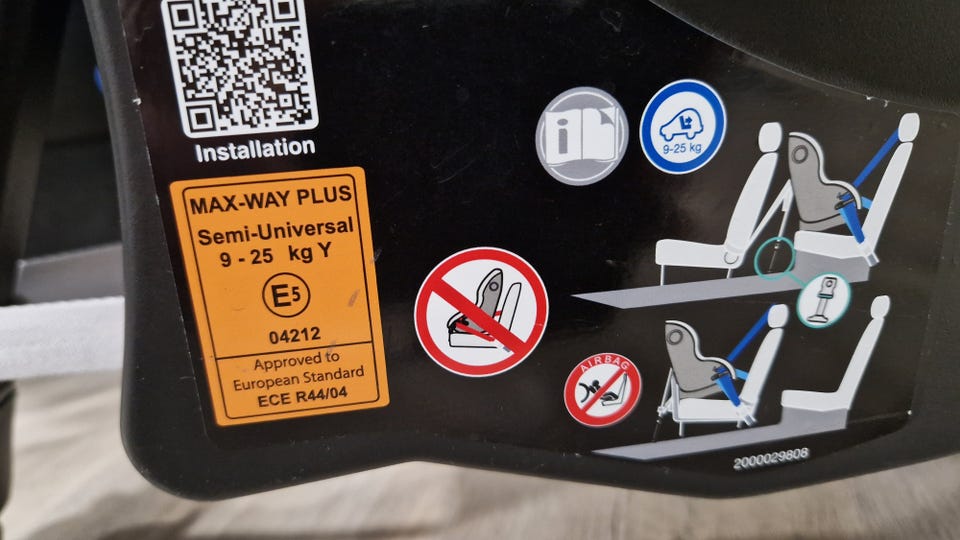 Installation
MAX-WAY PLUS
Semi-Universal
9 - 25 kg Y
E5
04212
Approved to
European Standard
ECE R44/04
i
9-25 kg
AIRBAG
2000029808